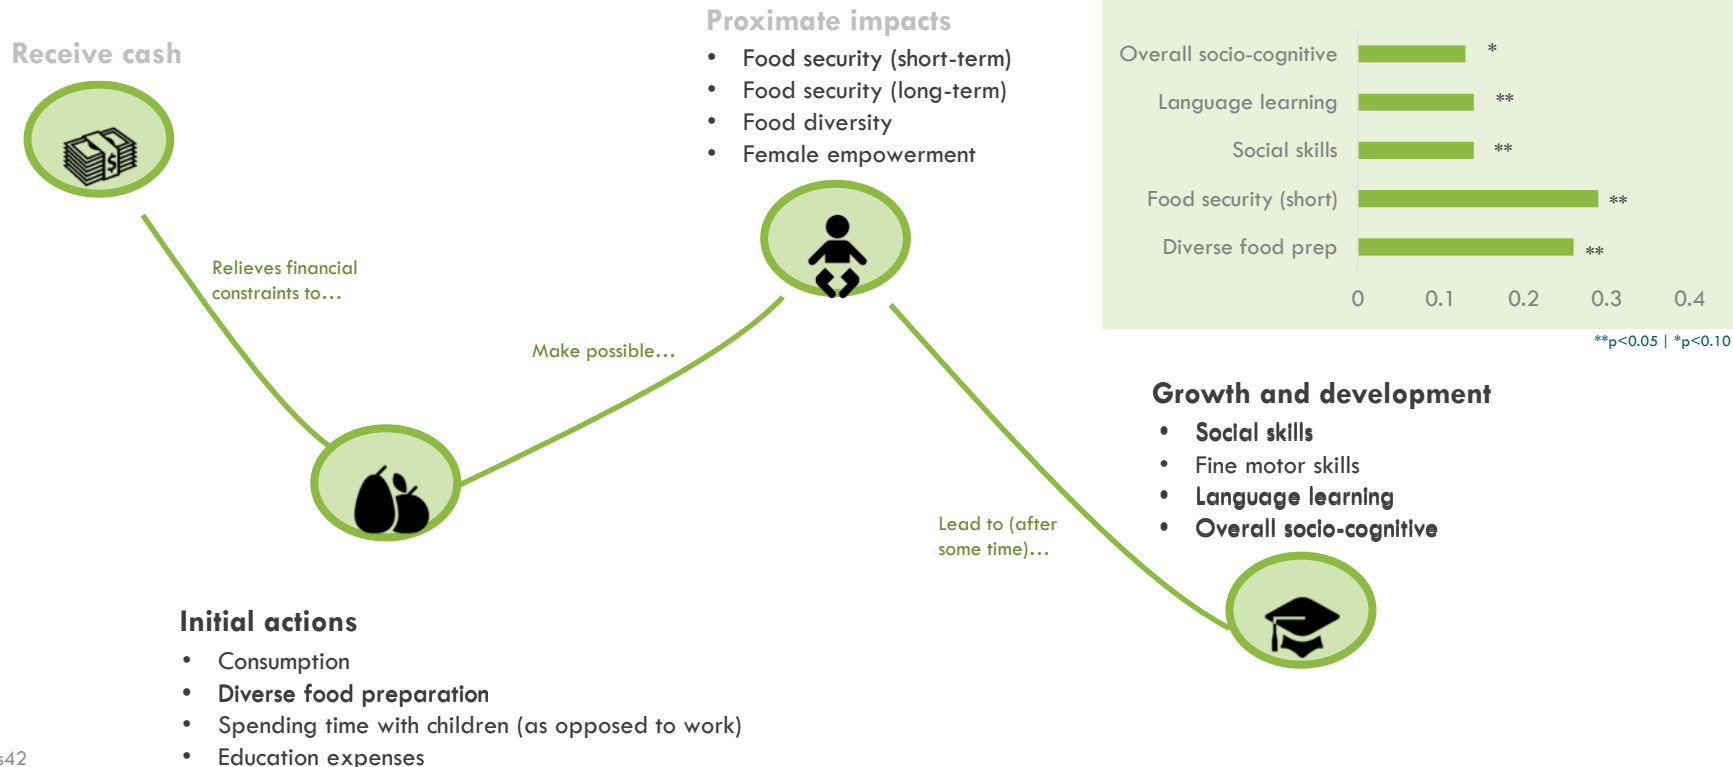 Receive cash
Relieves financial
constraints to…
Initial actions
• Consumption
• Diverse food preparation
• Spending time with children (as opposed to work)
• Education expenses
Make possible…
Proximate impacts
• Food security (short-term)
• Food security (long-term)
• Food diversity
• Female empowerment
Lead to (after
some time)…
Growth and development
• Social skills
• Fine motor skills
• Language learning
• Overall socio-cognitive
Overall socio-cognitive *
Language learning **
Social skills **
Food security (short) **
Diverse food prep **
0 0.1 0.2 0.3 0.4
**p<0.05 | *p<0.10
s42